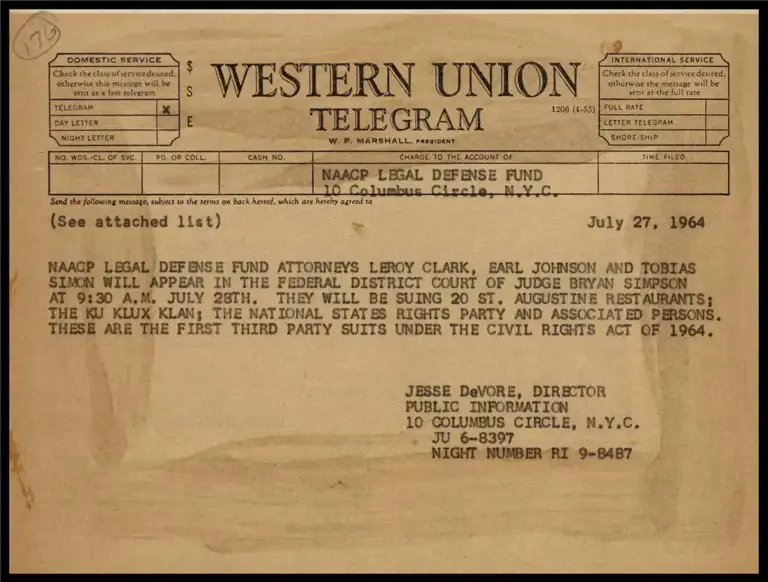 136
DOMESTIC SERVICE
Check the class of service desired,
otherwise this message will be
sent as a fast telegram
TELEGRAM X
DAY LETTER
NIGHT LETTER
$
S
E
WESTERN UNION
TELEGRAM
1206 (4-55)
W. P. MARSHALL, PRESIDENT
INTERNATIONAL SERVICE
Check the class of service desired,
otherwise the message will be
sent at the full rate
FULL RATE
LETTER TELEGRAM
SHORE-SHIP
NO. WDS.-CL. OF SVC. PD. OR COLL. CASH NO. CHARGE TO THE ACCOUNT OF TIME FILED
NAACP LEGAL DEFENSE FUND
10 Columbus Circle, N.Y.C.
Send the following message, subject to the terms on back hereof, which are hereby agreed to
(See attached list) July 27, 1964
NAACP LEGAL DEFENSE FUND ATTORNEYS LEROY CLARK, EARL JOHNSON AND TOBIAS
SIMON WILL APPEAR IN THE FEDERAL DISTRICT COURT OF JUDGE BRYAN SIMPSON
AT 9:30 A.M. JULY 28TH. THEY WILL BE SUING 20 ST. AUGUSTINE RESTAURANTS;
THE KU KLUX KLAN; THE NATIONAL STATES RIGHTS PARTY AND ASSOCIATED PERSONS.
THESE ARE THE FIRST THIRD PARTY SUITS UNDER THE CIVIL RIGHTS ACT OF 1964.
JESSE DeVORE, DIRECTOR
PUBLIC INFORMATION
10 COLUMBUS CIRCLE, N.Y.C.
JU 6-8397
NIGHT NUMBER RI 9-8487